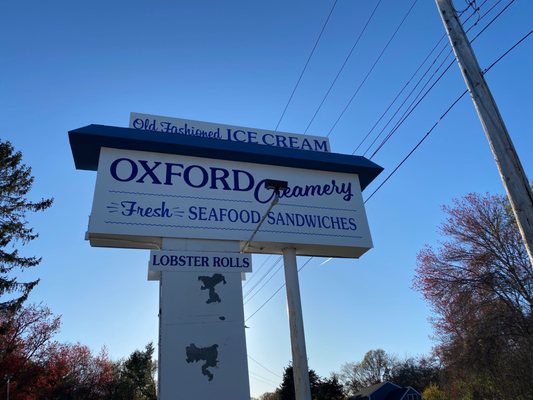 Old Fashioned ICE CREAM
OXFORD Creamery
Fresh SEAFOOD SANDWICHES
LOBSTER ROLLS